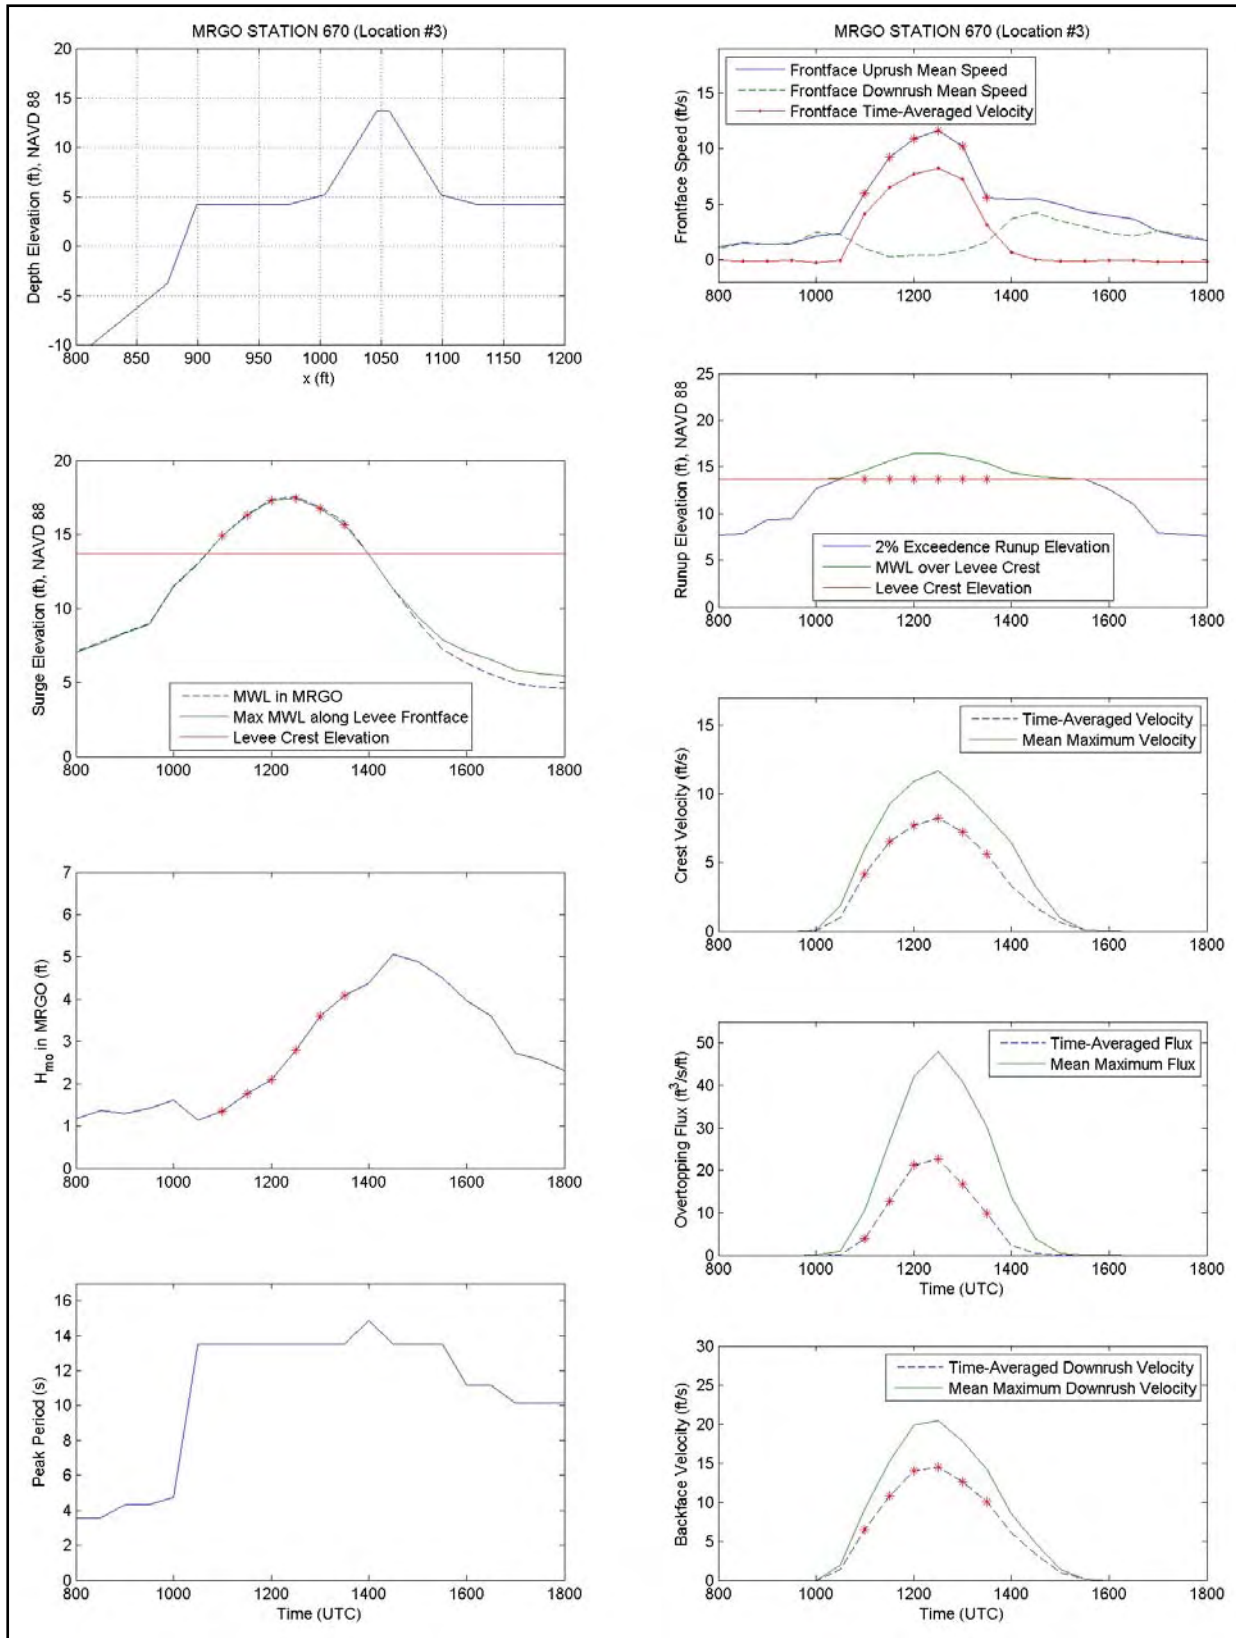 MRGO STATION 670 (Location #3)
20
15
10
5
0
-5
-10
Depth Elevation (ft), NAVD 88
800 850 900 950 1000 1050 1100 1150 1200
x (ft)
20
15
10
5
0
Surge Elevation (ft), NAVD 88
MWL in MRGO
Max MWL along Levee Frontface
Levee Crest Elevation
800 1000 1200 1400 1600 1800
7
6
5
4
3
2
1
0
Hmo in MRGO (ft)
800 1000 1200 1400 1600 1800
16
14
12
10
8
6
4
2
0
Peak Period (s)
800 1000 1200 1400 1600 1800
Time (UTC)
MRGO STATION 670 (Location #3)
Frontface Uprush Mean Speed
Frontface Downrush Mean Speed
Frontface Time-Averaged Velocity
15
10
5
0
Frontface Speed (ft/s)
800 1000 1200 1400 1600 1800
25
20
15
10
5
0
Runup Elevation (ft), NAVD 88
2% Exceedence Runup Elevation
MWL over Levee Crest
Levee Crest Elevation
800 1000 1200 1400 1600 1800
15
10
5
0
Crest Velocity (ft/s)
Time-Averaged Velocity
Mean Maximum Velocity
800 1000 1200 1400 1600 1800
50
40
30
20
10
0
Overtopping Flux (ft³/s/ft)
Time-Averaged Flux
Mean Maximum Flux
800 1000 1200 1400 1600 1800
Time (UTC)
30
25
20
15
10
5
0
Backface Velocity (ft/s)
Time-Averaged Downrush Velocity
Mean Maximum Downrush Velocity
800 1000 1200 1400 1600 1800
Time (UTC)